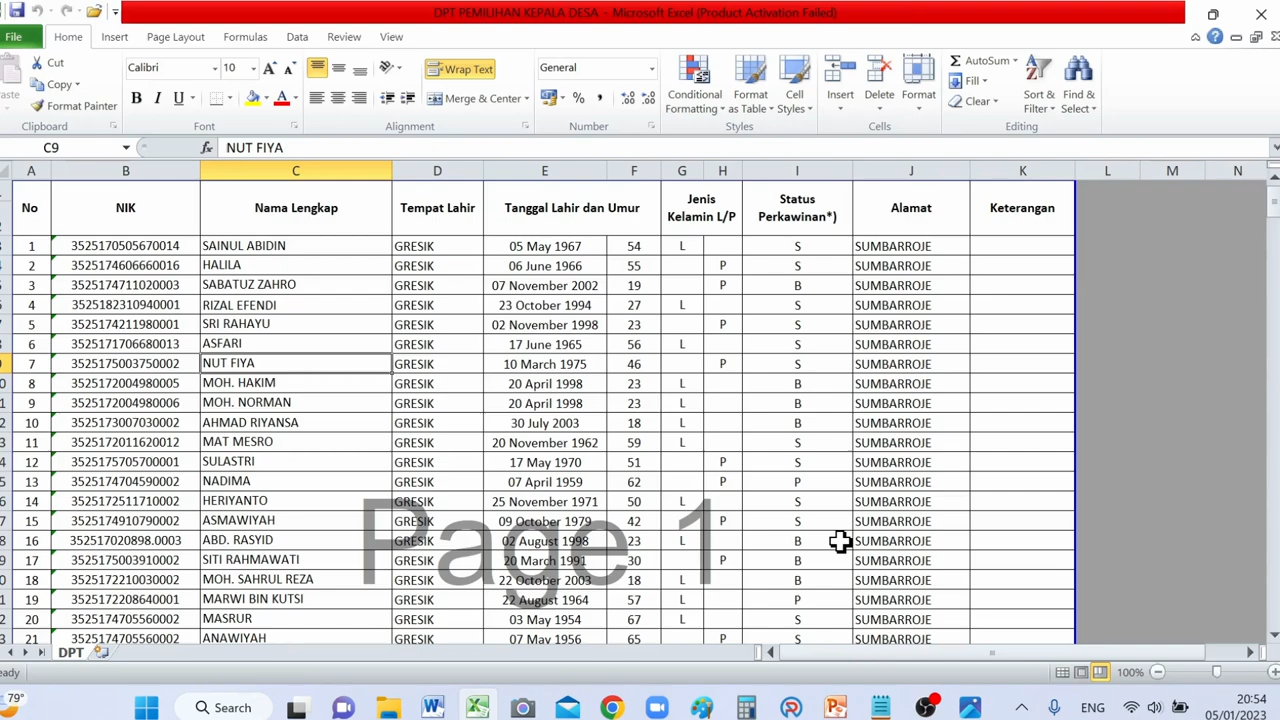 DPT PEMILIHAN KEPALA DESA - Microsoft Excel (Product Activation Failed)
File Home Insert Page Layout Formulas Data Review View
Cut
Copy
Format Painter
Clipboard
Calibri 10
B I U A
Font
Wrap Text
Merge & Center
Alignment
General
%
Number
Conditional Formatting
Format as Table
Cell Styles
Styles
Insert Delete Format
Cells
AutoSum
Fill
Clear
Sort & Filter
Find & Select
Editing
C9 fx NUT FIYA
A B C D E F G H I J K L M N
No NIK Nama Lengkap Tempat Lahir Tanggal Lahir dan Umur Jenis Kelamin L/P Status Perkawinan*) Alamat Keterangan
1 3525170505670014 SAINUL ABIDIN GRESIK 05 May 1967 54 L S SUMBARROJE
2 3525174606660016 HALILA GRESIK 06 June 1966 55 P S SUMBARROJE
3 3525174711020003 SABATUZ ZAHRO GRESIK 07 November 2002 19 P B SUMBARROJE
4 3525182310940001 RIZAL EFENDI GRESIK 23 October 1994 27 L S SUMBARROJE
5 3525174211980001 SRI RAHAYU GRESIK 02 November 1998 23 P S SUMBARROJE
6 3525171706680013 ASFARI GRESIK 17 June 1965 56 L S SUMBARROJE
7 3525175003750002 NUT FIYA GRESIK 10 March 1975 46 P S SUMBARROJE
8 3525172004980005 MOH. HAKIM GRESIK 20 April 1998 23 L B SUMBARROJE
9 3525172004980006 MOH. NORMAN GRESIK 20 April 1998 23 L B SUMBARROJE
10 3525173007030002 AHMAD RIYANSA GRESIK 30 July 2003 18 L B SUMBARROJE
11 3525172011620012 MAT MESRO GRESIK 20 November 1962 59 L S SUMBARROJE
12 3525175705700001 SULASTRI GRESIK 17 May 1970 51 P S SUMBARROJE
13 3525174704590002 NADIMA GRESIK 07 April 1959 62 P P SUMBARROJE
14 3525172511710002 HERIYANTO GRESIK 25 November 1971 50 L S SUMBARROJE
15 3525174910790002 ASMAWIYAH GRESIK 09 October 1979 42 P S SUMBARROJE
16 352517020898.0003 ABD. RASYID GRESIK 02 August 1998 23 L B SUMBARROJE
17 3525175003910002 SITI RAHMAWATI GRESIK 20 March 1991 30 P B SUMBARROJE
18 3525172210030002 MOH. SAHRUL REZA GRESIK 22 October 2003 18 L B SUMBARROJE
19 3525172208640001 MARWI BIN KUTSI GRESIK 22 August 1964 57 L P SUMBARROJE
20 3525174705560002 MASRUR GRESIK 03 May 1954 67 L S SUMBARROJE
21 3525174705560002 ANAWIYAH GRESIK 07 May 1956 65 P S SUMBARROJE
Page 1
DPT
100%
79°
Search
ENG
20:54
05/01/2023